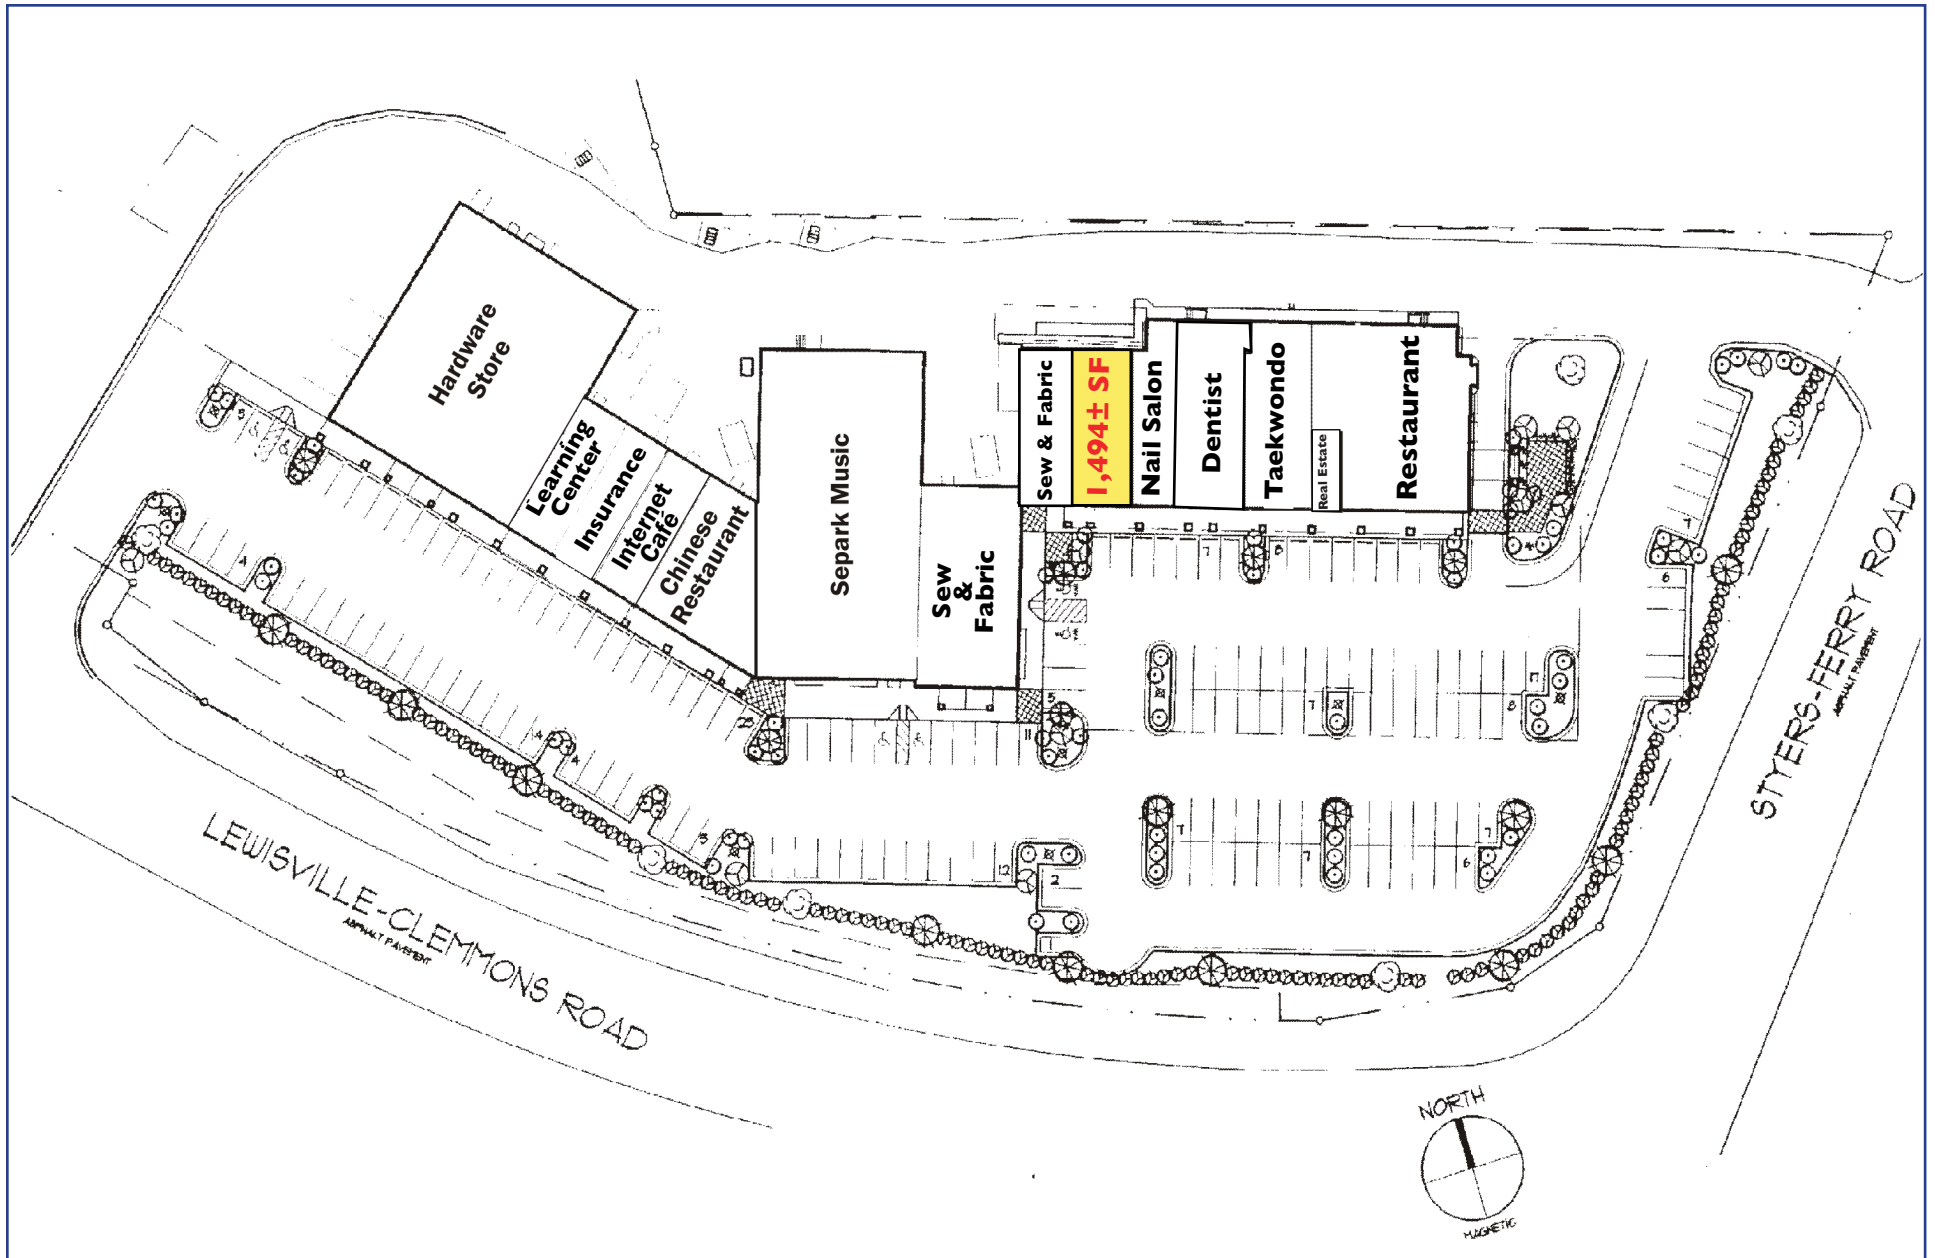 Hardware
Store
Learning
Center
Insurance
Internet
Café
Chinese
Restaurant
Separk Music
Sew
&
Fabric
Sew & Fabric
1,494± SF
Nail Salon
Dentist
Taekwondo
Real Estate
Restaurant
LEWISVILLE-CLEMMONS ROAD
ASPHALT PAVEMENT
STYERS-FERRY ROAD
ASPHALT PAVEMENT
NORTH
MAGNETIC